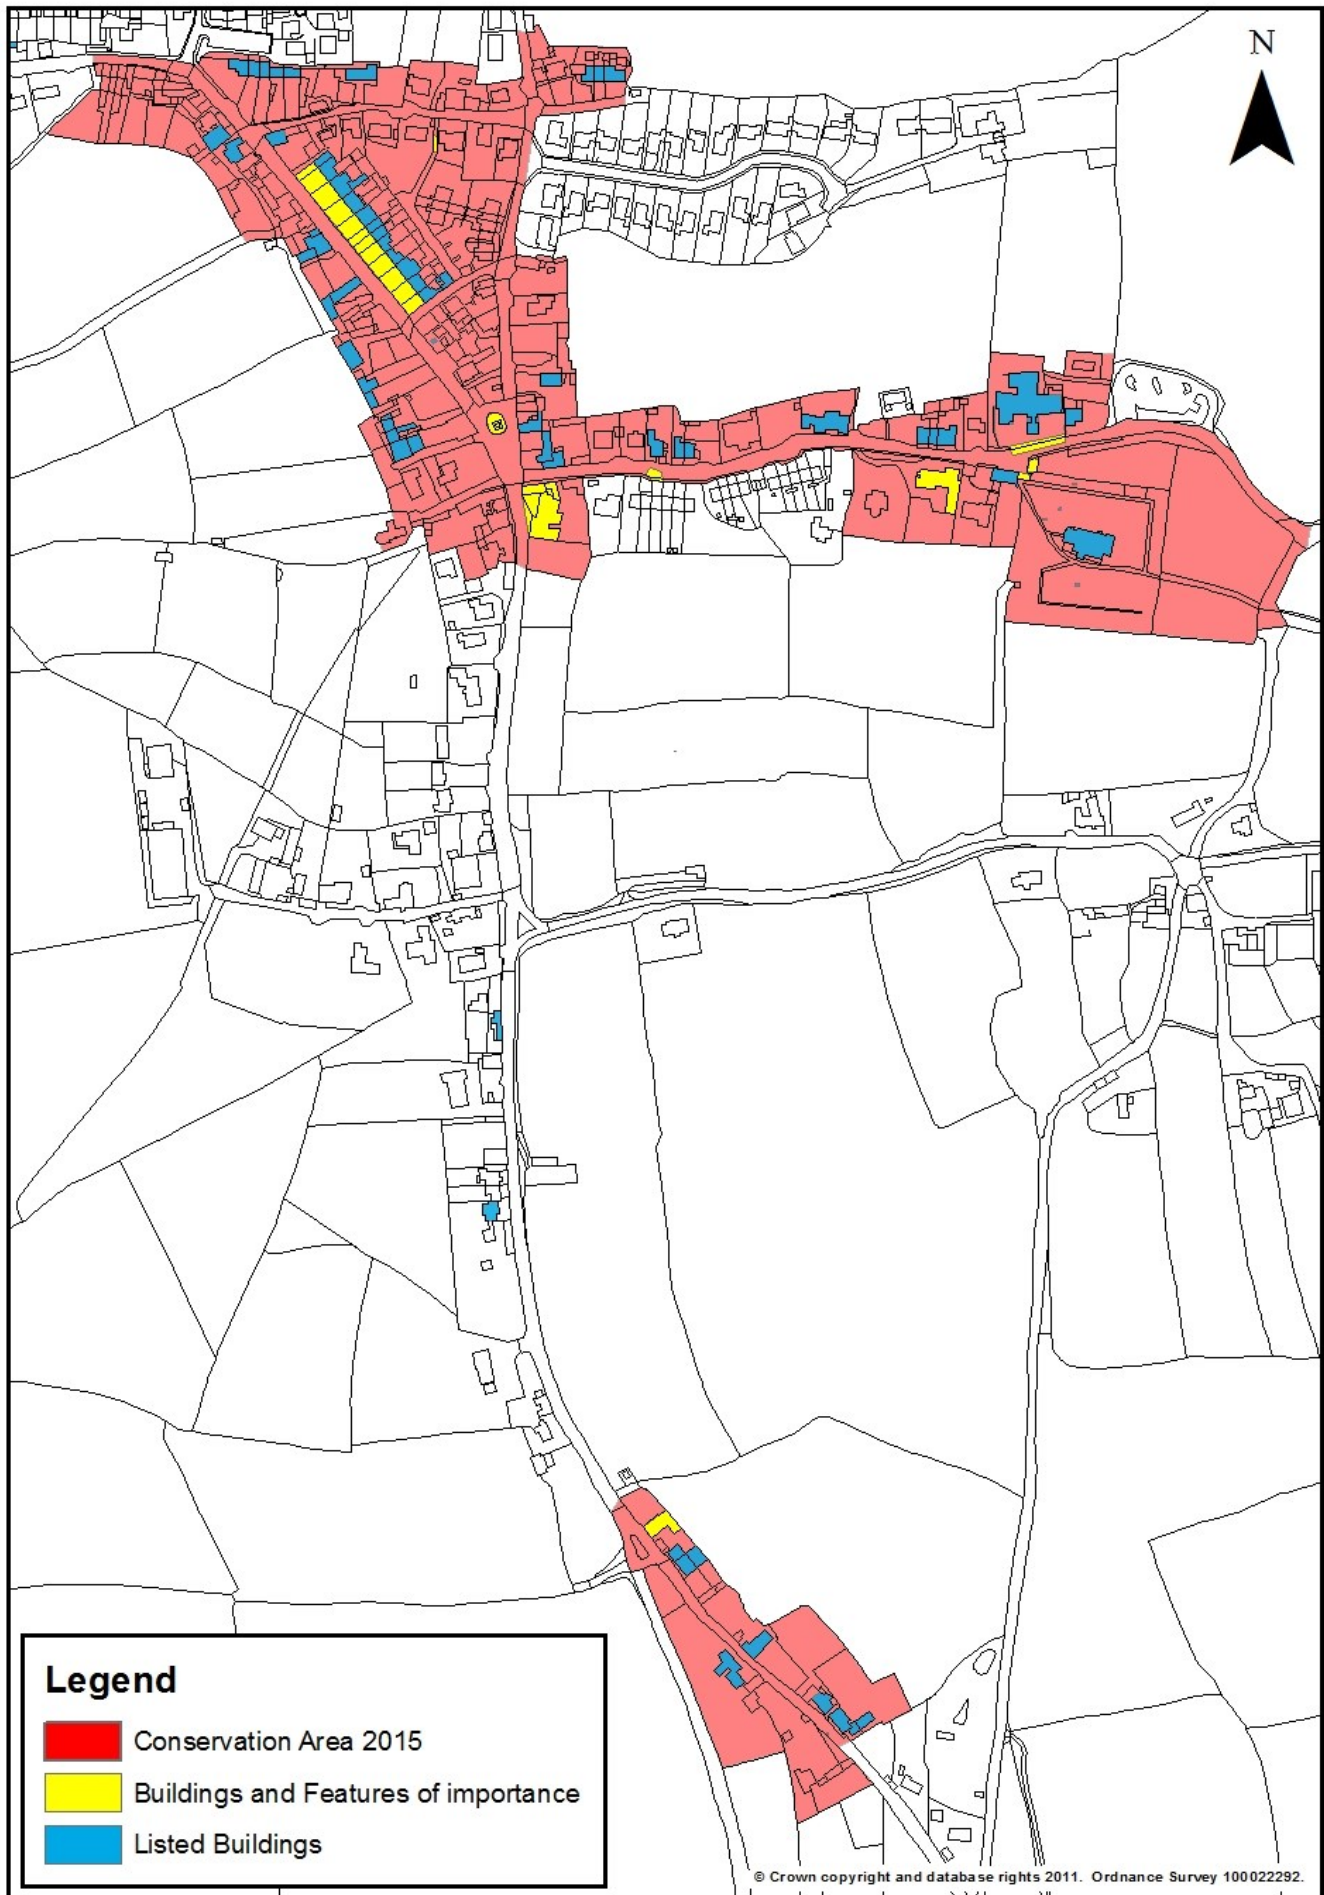 N
Legend
Conservation Area 2015
Buildings and Features of importance
Listed Buildings
© Crown copyright and database rights 2011. Ordnance Survey 100022292.